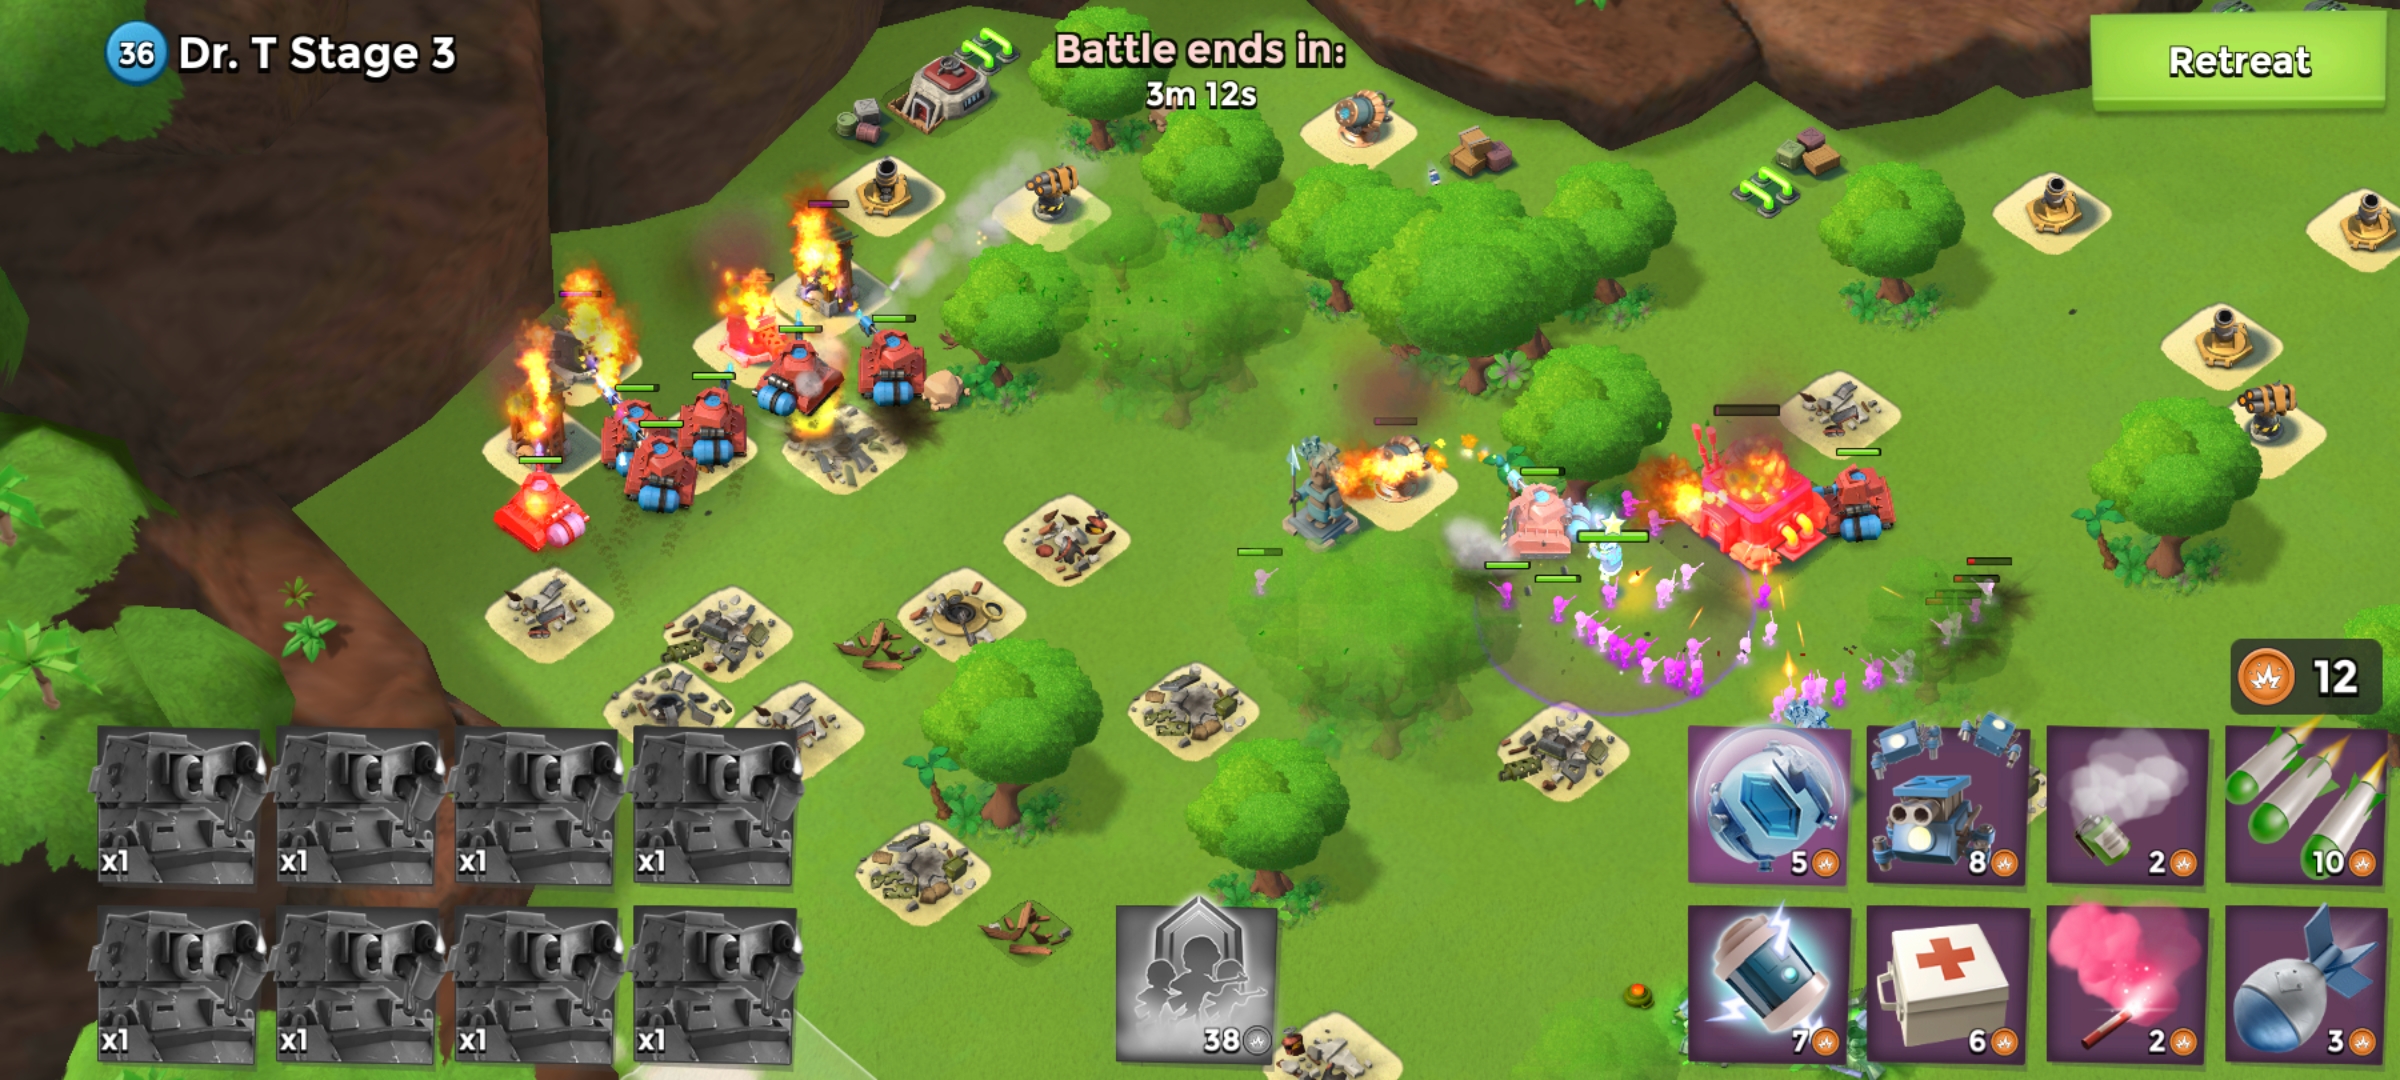 36 Dr. T Stage 3
Battle ends in:
3m 12s
Retreat
12
x1 x1 x1 x1
5 8 2 10
x1 x1 x1 x1
38
7 6 2 3